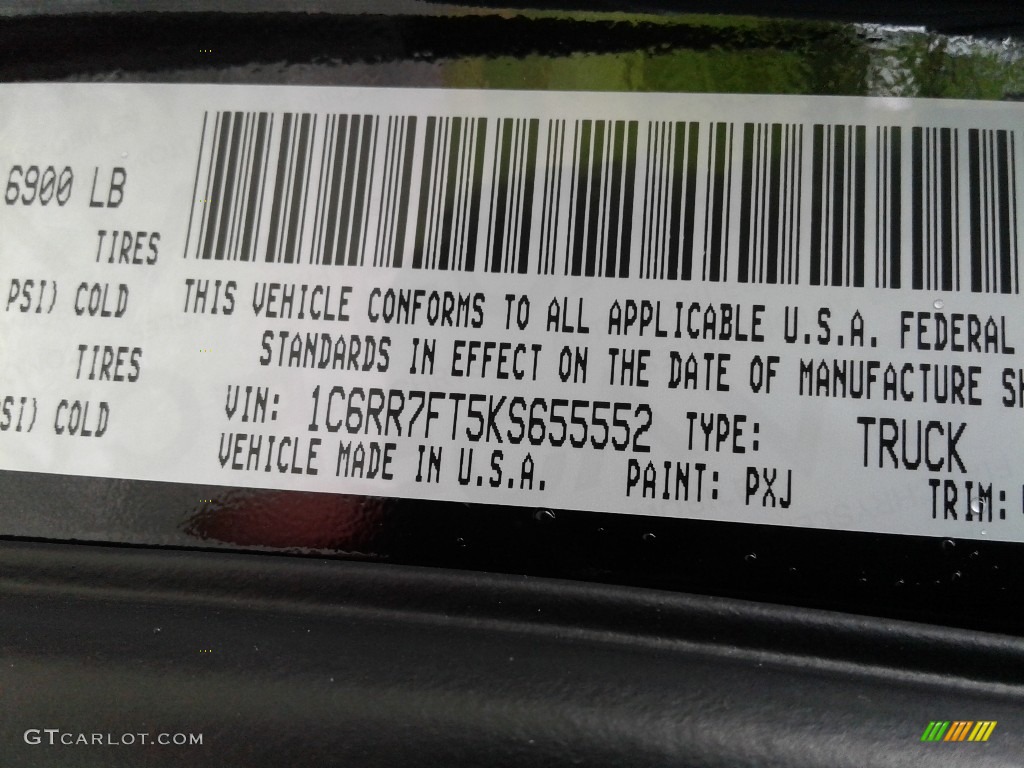 6900 LB
TIRES
PSI) COLD
TIRES
SI) COLD
THIS VEHICLE CONFORMS TO ALL APPLICABLE U.S.A. FEDERAL
STANDARDS IN EFFECT ON THE DATE OF MANUFACTURE SH
VIN: 1C6RR7FT5KS655552 TYPE: TRUCK
VEHICLE MADE IN U.S.A. PAINT: PXJ TRIM:
GTCARLOT.COM